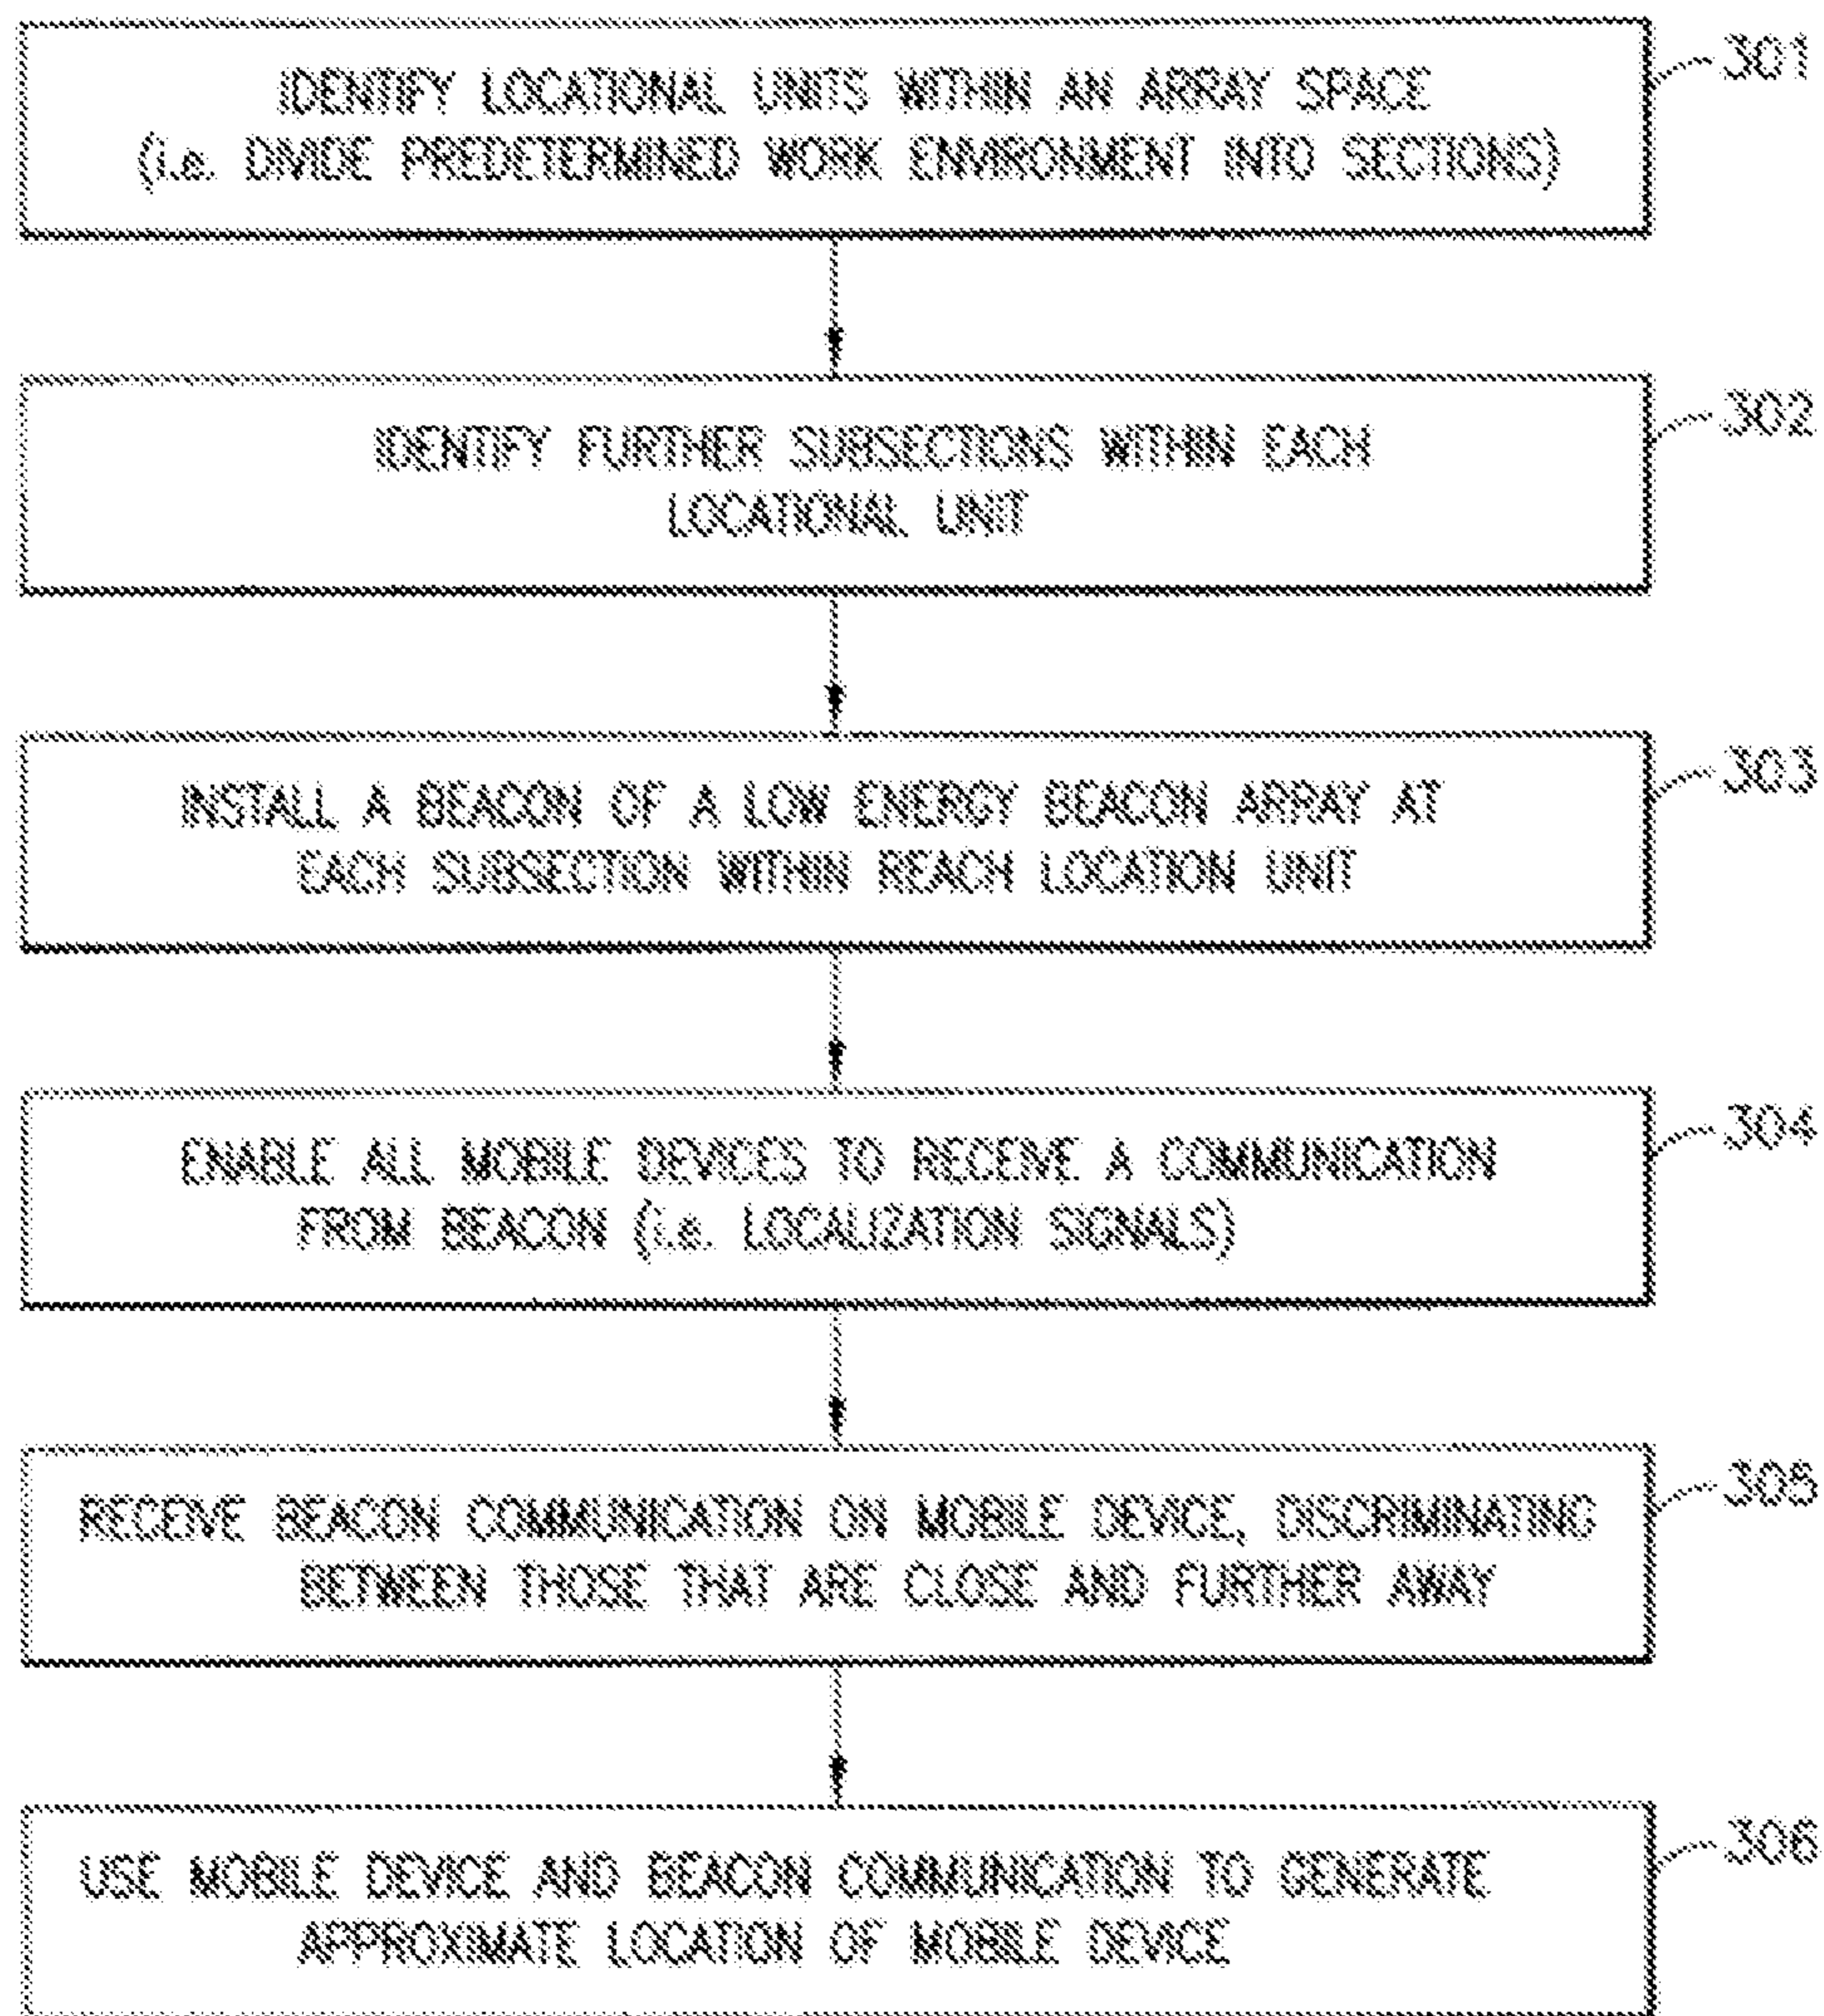 IDENTIFY LOCATIONAL UNITS WITHIN AN ARRAY SPACE
(i.e. DIVIDE PREDETERMINED WORK ENVIRONMENT INTO SECTIONS)
301
IDENTIFY FURTHER SUBSECTIONS WITHIN EACH
LOCATIONAL UNIT
302
INSTALL A BEACON OF A LOW ENERGY BEACON ARRAY AT
EACH SUBSECTION WITHIN REACH LOCATION UNIT
303
ENABLE ALL MOBILE DEVICES TO RECEIVE A COMMUNICATION
FROM BEACON (i.e. LOCALIZATION SIGNALS)
304
RECEIVE BEACON COMMUNICATION ON MOBILE DEVICE, DISCRIMINATING
BETWEEN THOSE THAT ARE CLOSE AND FURTHER AWAY
305
USE MOBILE DEVICE AND BEACON COMMUNICATION TO GENERATE
APPROXIMATE LOCATION OF MOBILE DEVICE
306